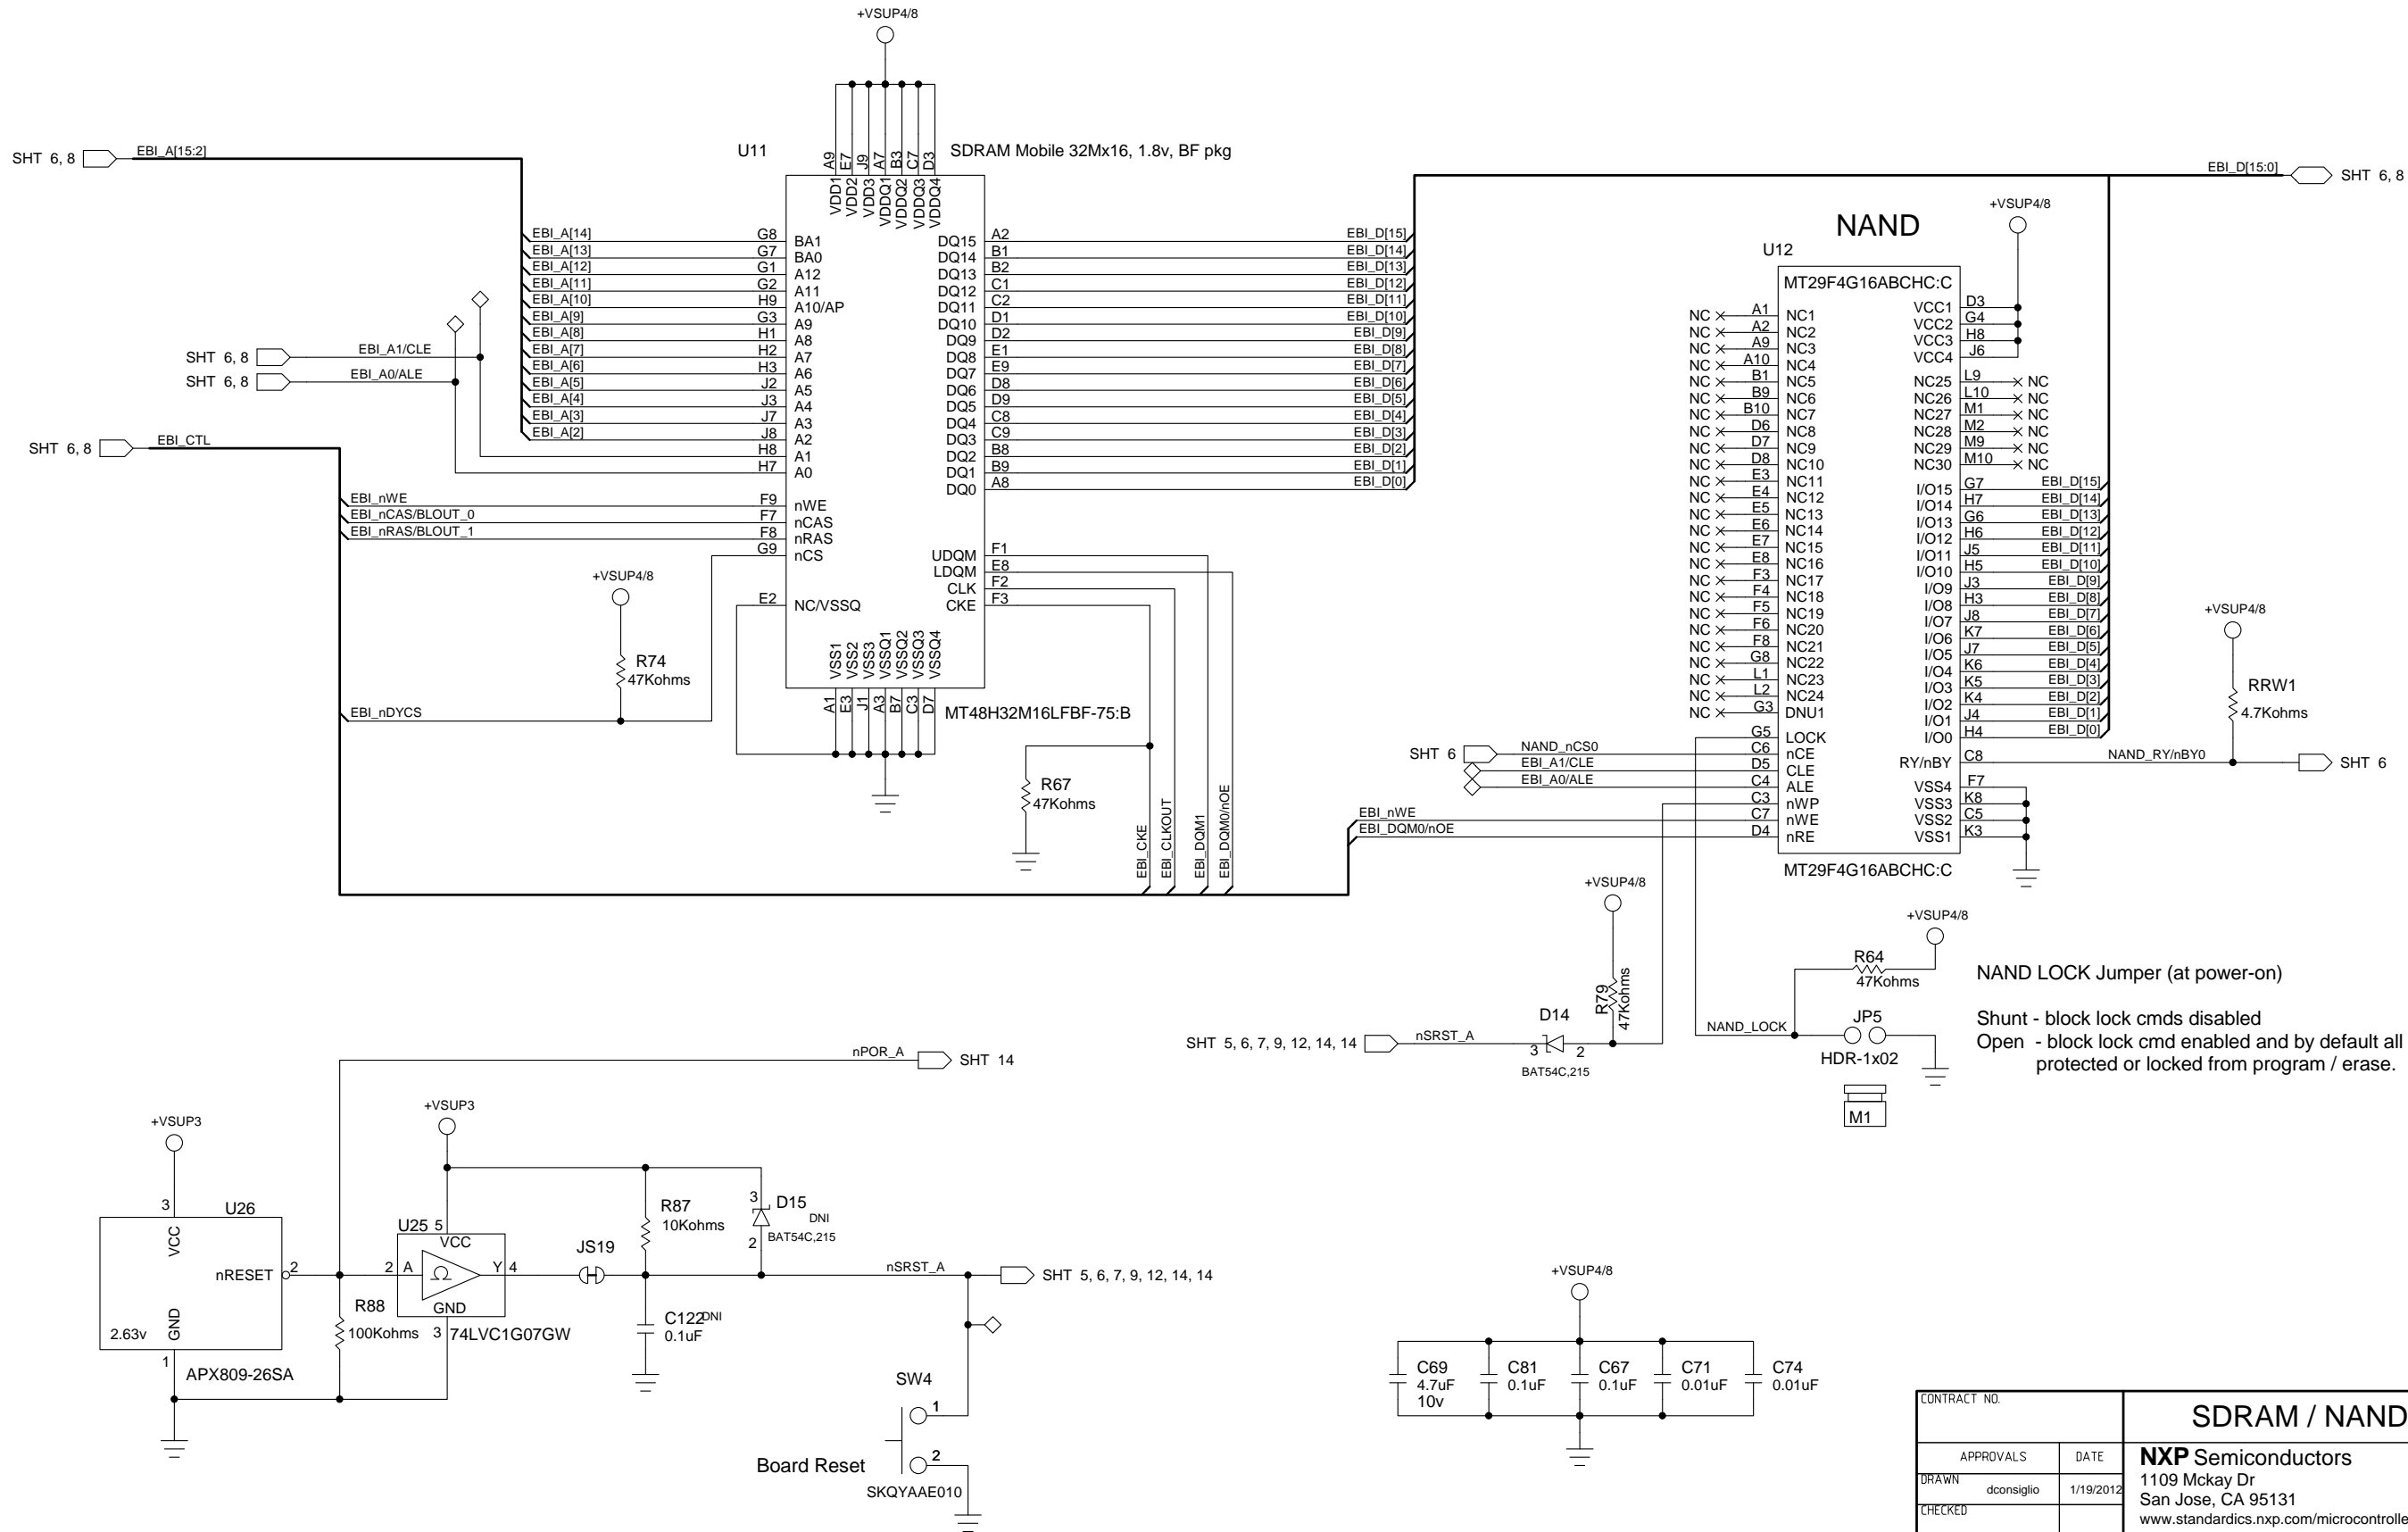 +VSUP4/8
U11
SDRAM Mobile 32Mx16, 1.8v, BF pkg
SHT 6, 8
EBI_A[15:2]
A9
E7
J9
A7
B3
C7
D3
VDD1
VDD2
VDD3
VDDQ1
VDDQ2
VDDQ3
VDDQ4
EBI_A[14] G8 BA1
EBI_A[13] G7 BA0
EBI_A[12] G1 A12
EBI_A[11] G2 A11
EBI_A[10] H9 A10/AP
EBI_A[9] G3 A9
EBI_A[8] H1 A8
EBI_A[7] H2 A7
EBI_A[6] H3 A6
EBI_A[5] J2 A5
EBI_A[4] J3 A4
EBI_A[3] J7 A3
EBI_A[2] J8 A2
H8 A1
H7 A0
SHT 6, 8 EBI_A1/CLE
SHT 6, 8 EBI_A0/ALE
SHT 6, 8 EBI_CTL
EBI_nWE F9 nWE
EBI_nCAS/BLOUT_0 F7 nCAS
EBI_nRAS/BLOUT_1 F8 nRAS
G9 nCS
E2 NC/VSSQ
DQ15 A2 EBI_D[15]
DQ14 B1 EBI_D[14]
DQ13 B2 EBI_D[13]
DQ12 C1 EBI_D[12]
DQ11 C2 EBI_D[11]
DQ10 D1 EBI_D[10]
DQ9 D2 EBI_D[9]
DQ8 E1 EBI_D[8]
DQ7 E9 EBI_D[7]
DQ6 D8 EBI_D[6]
DQ5 D9 EBI_D[5]
DQ4 C8 EBI_D[4]
DQ3 C9 EBI_D[3]
DQ2 B8 EBI_D[2]
DQ1 B9 EBI_D[1]
DQ0 A8 EBI_D[0]
UDQM F1
LDQM E8
CLK F2
CKE F3
VSS1
VSS2
VSS3
VSSQ1
VSSQ2
VSSQ3
VSSQ4
A1
E3
J1
A3
B7
C3
D7
MT48H32M16LFBF-75:B
+VSUP4/8
R74
47Kohms
EBI_nDYCS
R67
47Kohms
EBI_CKE
EBI_CLKOUT
EBI_DQM1
EBI_DQM0/nOE
EBI_D[15:0] SHT 6, 8
NAND
+VSUP4/8
U12
MT29F4G16ABCHC:C
NC A1 NC1
NC A2 NC2
NC A9 NC3
NC A10 NC4
NC B1 NC5
NC B9 NC6
NC B10 NC7
NC D6 NC8
NC D7 NC9
NC D8 NC10
NC E3 NC11
NC E4 NC12
NC E5 NC13
NC E6 NC14
NC E7 NC15
NC E8 NC16
NC F3 NC17
NC F4 NC18
NC F5 NC19
NC F6 NC20
NC F8 NC21
NC G8 NC22
NC L1 NC23
NC L2 NC24
NC G3 DNU1
G5 LOCK
SHT 6 NAND_nCS0 C6 nCE
EBI_A1/CLE D5 CLE
EBI_A0/ALE C4 ALE
C3 nWP
EBI_nWE C7 nWE
EBI_DQM0/nOE D4 nRE
VCC1 D3
VCC2 G4
VCC3 H8
VCC4 J6
NC25 L9 NC
NC26 L10 NC
NC27 M1 NC
NC28 M2 NC
NC29 M9 NC
NC30 M10 NC
I/O15 G7 EBI_D[15]
I/O14 H7 EBI_D[14]
I/O13 G6 EBI_D[13]
I/O12 H6 EBI_D[12]
I/O11 J5 EBI_D[11]
I/O10 H5 EBI_D[10]
I/O9 J3 EBI_D[9]
I/O8 H3 EBI_D[8]
I/O7 J8 EBI_D[7]
I/O6 K7 EBI_D[6]
I/O5 J7 EBI_D[5]
I/O4 K6 EBI_D[4]
I/O3 K5 EBI_D[3]
I/O2 K4 EBI_D[2]
I/O1 J4 EBI_D[1]
I/O0 H4 EBI_D[0]
RY/nBY C8 NAND_RY/nBY0 SHT 6
VSS4 F7
VSS3 K8
VSS2 C5
VSS1 K3
MT29F4G16ABCHC:C
+VSUP4/8
RRW1
4.7Kohms
+VSUP4/8
R79
47Kohms
D14
SHT 5, 6, 7, 9, 12, 14, 14 nSRST_A 3 2
BAT54C,215
+VSUP4/8
R64
47Kohms
NAND_LOCK
JP5
HDR-1x02
M1
NAND LOCK Jumper (at power-on)
Shunt - block lock cmds disabled
Open - block lock cmd enabled and by default all
protected or locked from program / erase.
nPOR_A SHT 14
+VSUP3
3
U26
VCC
nRESET 2
GND
2.63v
1
APX809-26SA
R88
100Kohms
+VSUP3
U25 5
VCC
2 A Ω Y 4
GND
3 74LVC1G07GW
JS19
R87
10Kohms
3 D15
DNI
BAT54C,215
2
nSRST_A SHT 5, 6, 7, 9, 12, 14, 14
C122 DNI
0.1uF
SW4
1
2
Board Reset
SKQYAAE010
+VSUP4/8
C69
4.7uF
10v
C81
0.1uF
C67
0.1uF
C71
0.01uF
C74
0.01uF
CONTRACT NO.
SDRAM / NAND
APPROVALS DATE
DRAWN dconsiglio 1/19/2012
CHECKED
NXP Semiconductors
1109 Mckay Dr
San Jose, CA 95131